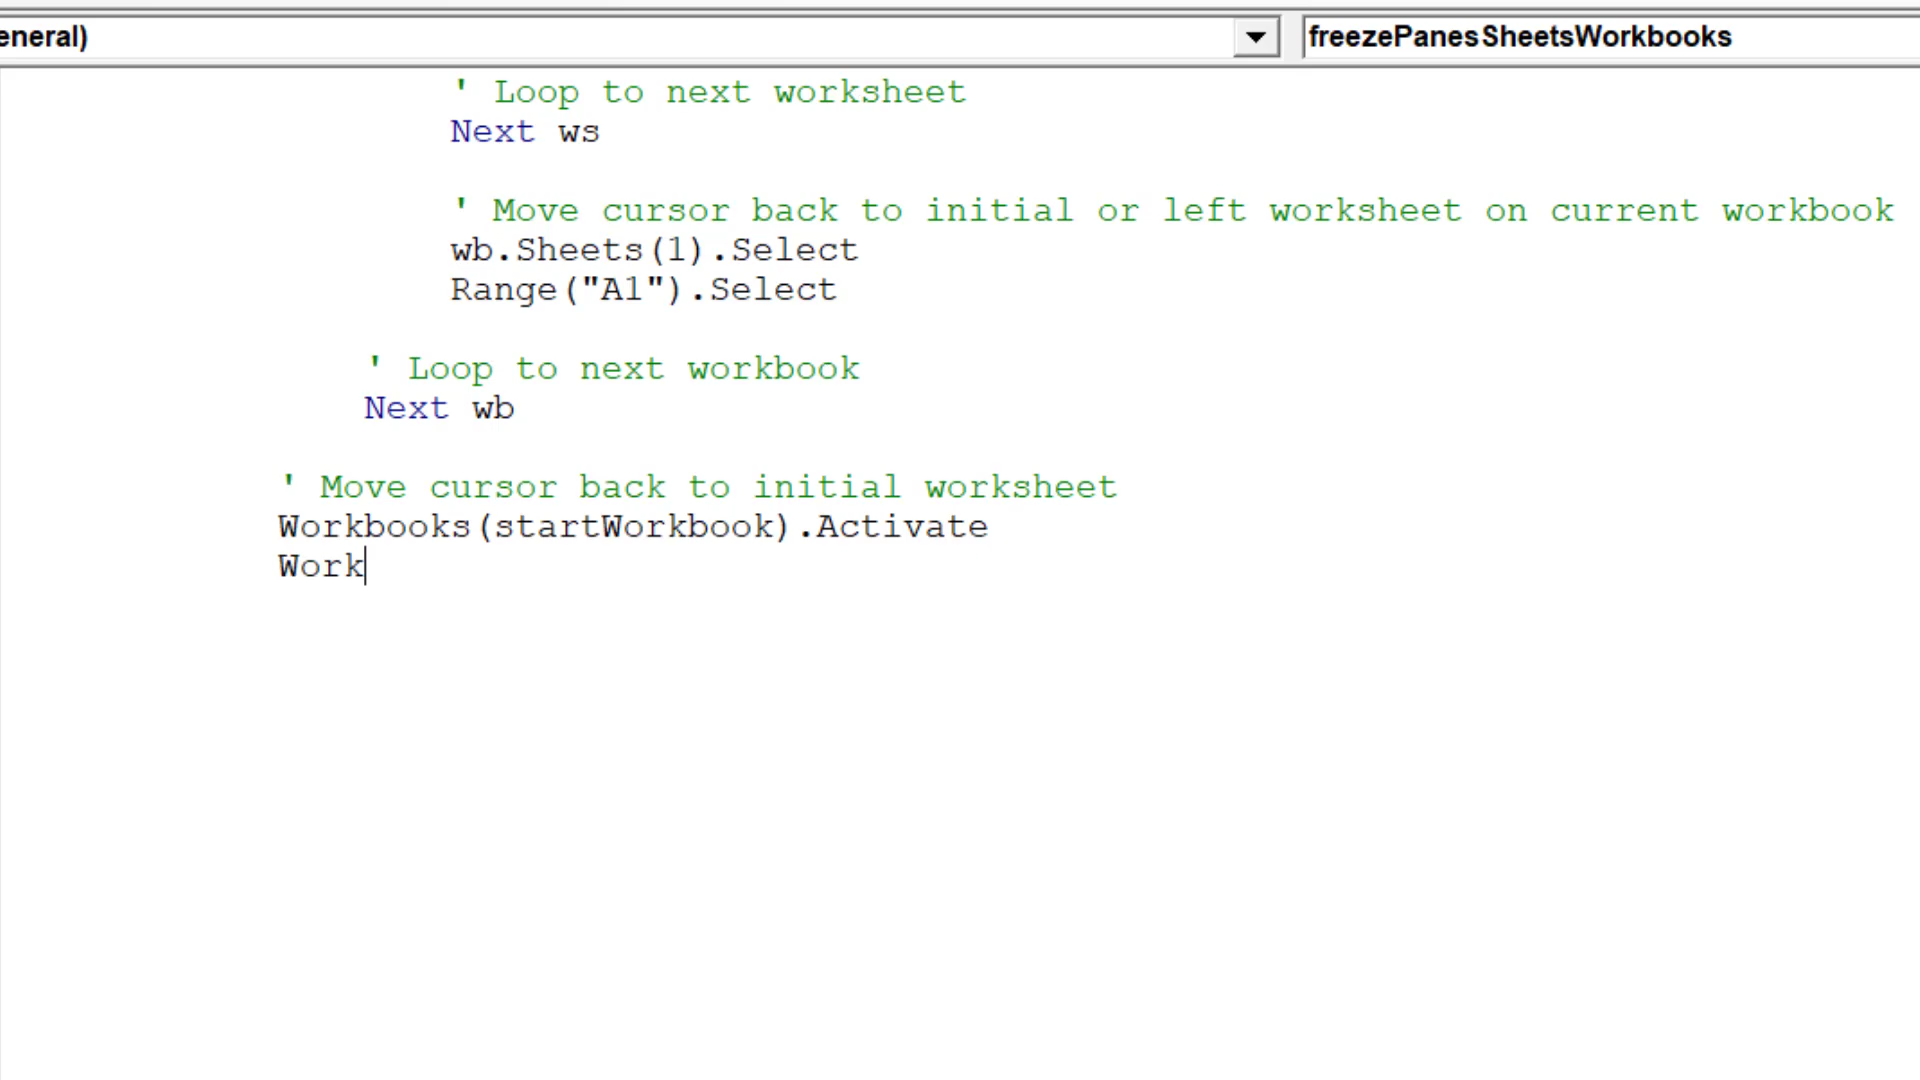 eneral)
freezePanesSheetsWorkbooks
' Loop to next worksheet
Next ws
' Move cursor back to initial or left worksheet on current workbook
wb.Sheets(1).Select
Range("A1").Select
' Loop to next workbook
Next wb
' Move cursor back to initial worksheet
Workbooks(startWorkbook).Activate
Work